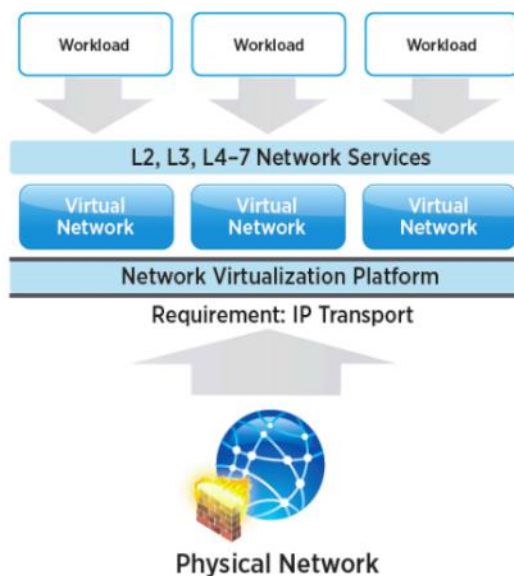 Workload
Workload
Workload
L2, L3, L4–7 Network Services
Virtual
Network
Virtual
Network
Virtual
Network
Network Virtualization Platform
Requirement: IP Transport
Physical Network